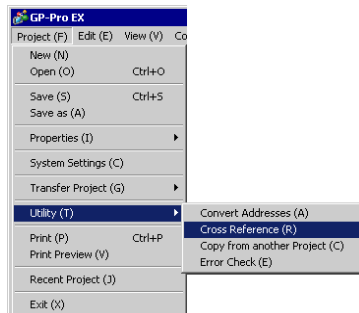 GP-Pro EX
Project (F) Edit (E) View (V) Co
New (N)
Open (O) Ctrl+O
Save (S) Ctrl+S
Save as (A)
Properties (I)
System Settings (C)
Transfer Project (G)
Utility (T)
Convert Addresses (A)
Cross Reference (R)
Copy from another Project (C)
Error Check (E)
Print (P) Ctrl+P
Print Preview (V)
Recent Project (J)
Exit (X)